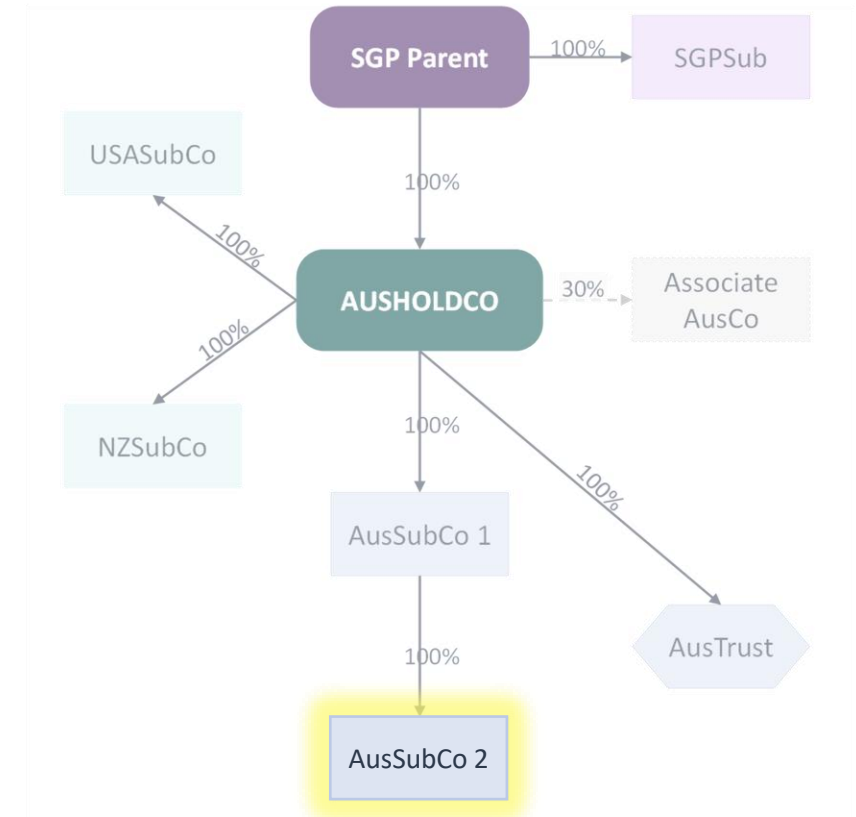 SGP Parent
100%
SGPSub
USASubCo
100%
100%
AUSHOLDCO
30%
Associate
AusCo
100%
NZSubCo
100%
100%
AusSubCo 1
AusTrust
100%
AusSubCo 2